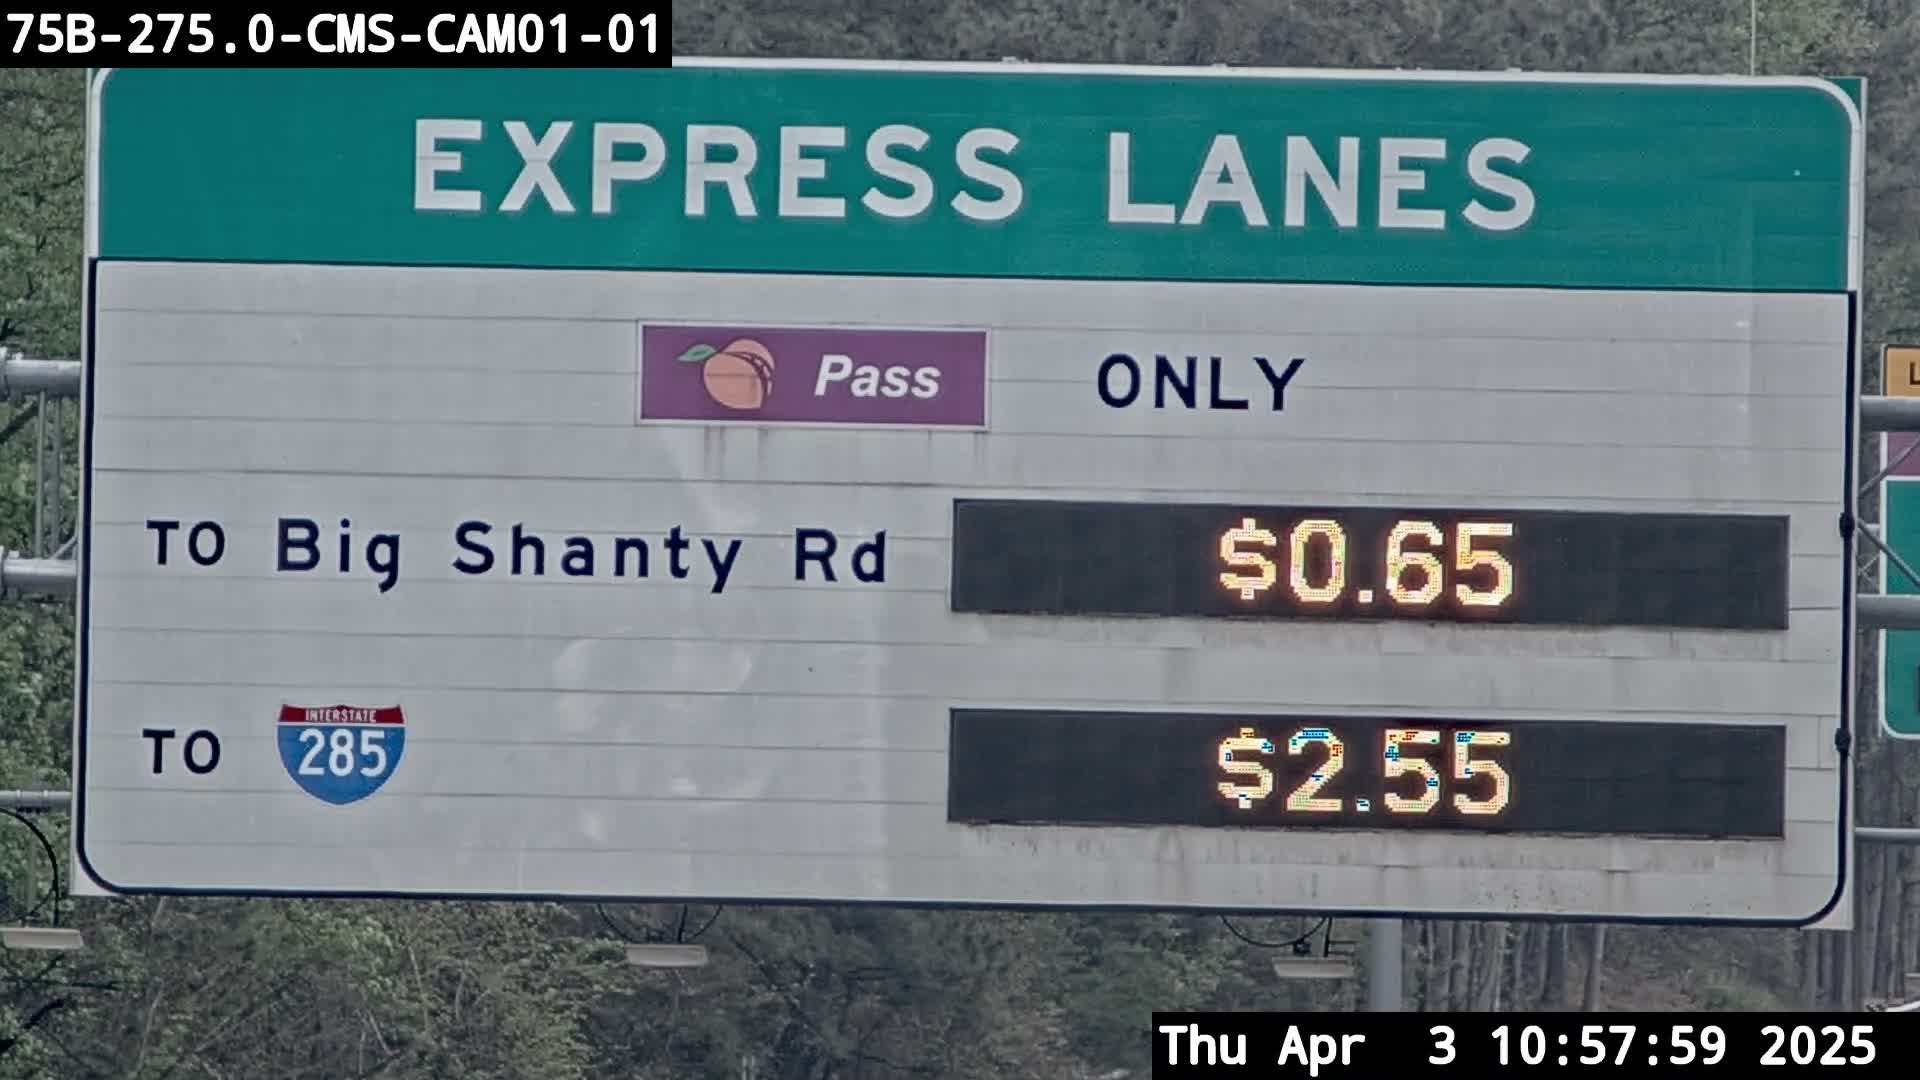 75B-275.0-CMS-CAM01-01
EXPRESS LANES
Pass ONLY
TO Big Shanty Rd $0.65
INTERSTATE
TO 285 $2.55
Thu Apr 3 10:57:59 2025